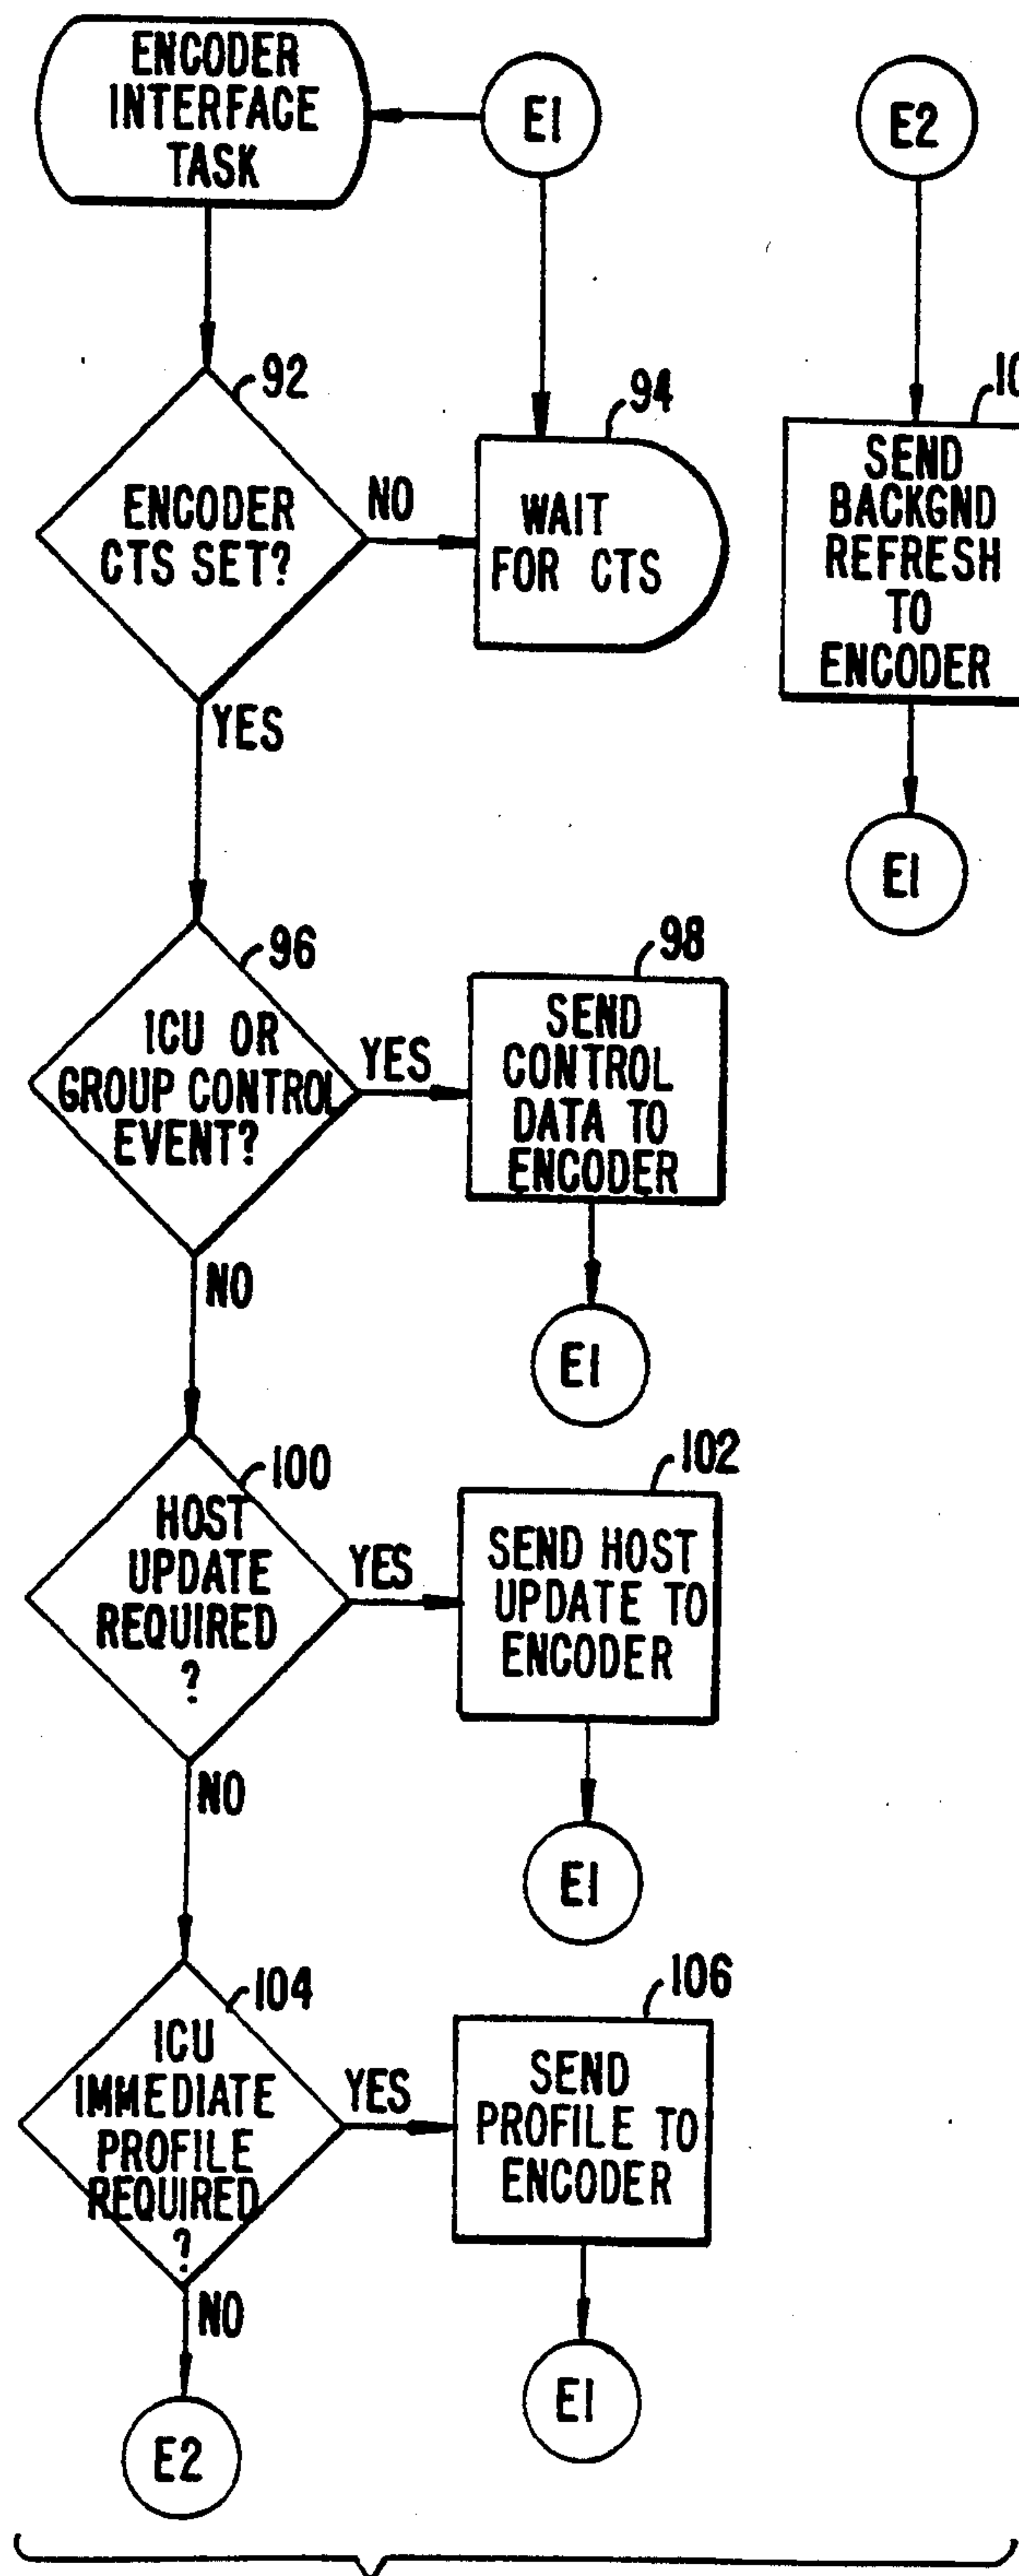 ENCODER
INTERFACE
TASK
E1
E2
92
ENCODER
CTS SET?
NO
94
WAIT
FOR CTS
SEND
BACKGND
REFRESH
TO
ENCODER
YES
E1
96
ICU OR
GROUP CONTROL
EVENT?
YES
98
SEND
CONTROL
DATA TO
ENCODER
NO
E1
100
HOST
UPDATE
REQUIRED
?
YES
102
SEND HOST
UPDATE TO
ENCODER
NO
E1
104
ICU
IMMEDIATE
PROFILE
REQUIRED
?
YES
106
SEND
PROFILE TO
ENCODER
NO
E1
E2